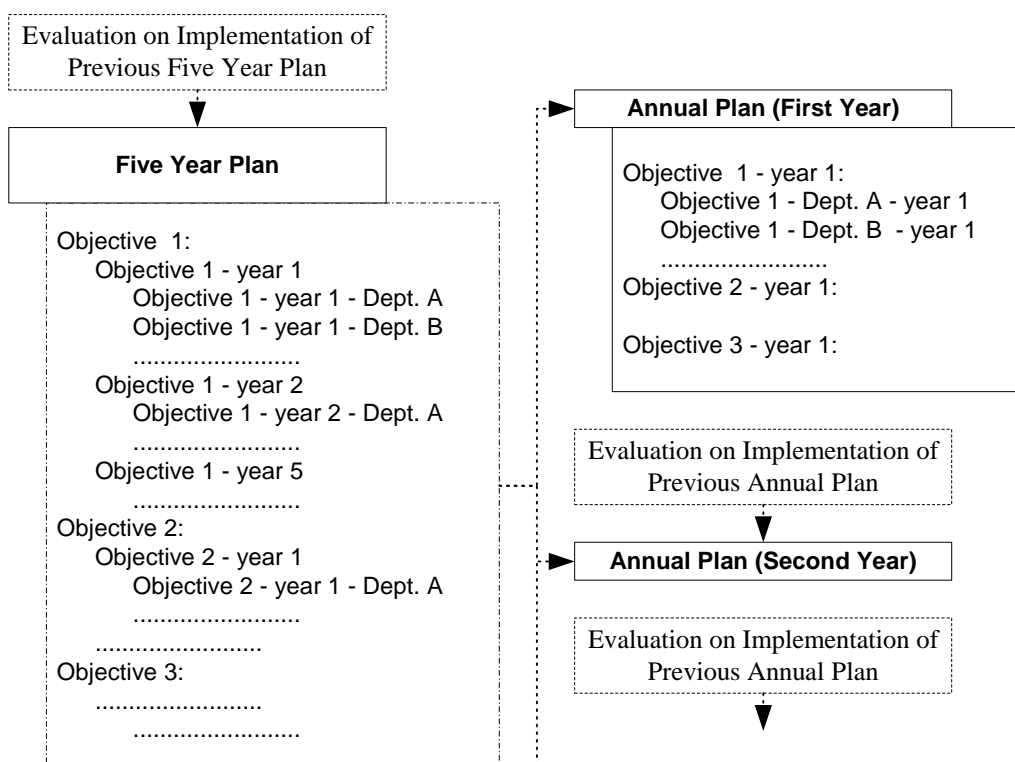 Evaluation on Implementation of
Previous Five Year Plan
Five Year Plan
Objective 1:
Objective 1 - year 1
Objective 1 - year 1 - Dept. A
Objective 1 - year 1 - Dept. B
.........................
Objective 1 - year 2
Objective 1 - year 2 - Dept. A
.........................
Objective 1 - year 5
.........................
Objective 2:
Objective 2 - year 1
Objective 2 - year 1 - Dept. A
.........................
.........................
Objective 3:
.........................
.........................
Annual Plan (First Year)
Objective 1 - year 1:
Objective 1 - Dept. A - year 1
Objective 1 - Dept. B - year 1
.........................
Objective 2 - year 1:
Objective 3 - year 1:
Evaluation on Implementation of
Previous Annual Plan
Annual Plan (Second Year)
Evaluation on Implementation of
Previous Annual Plan